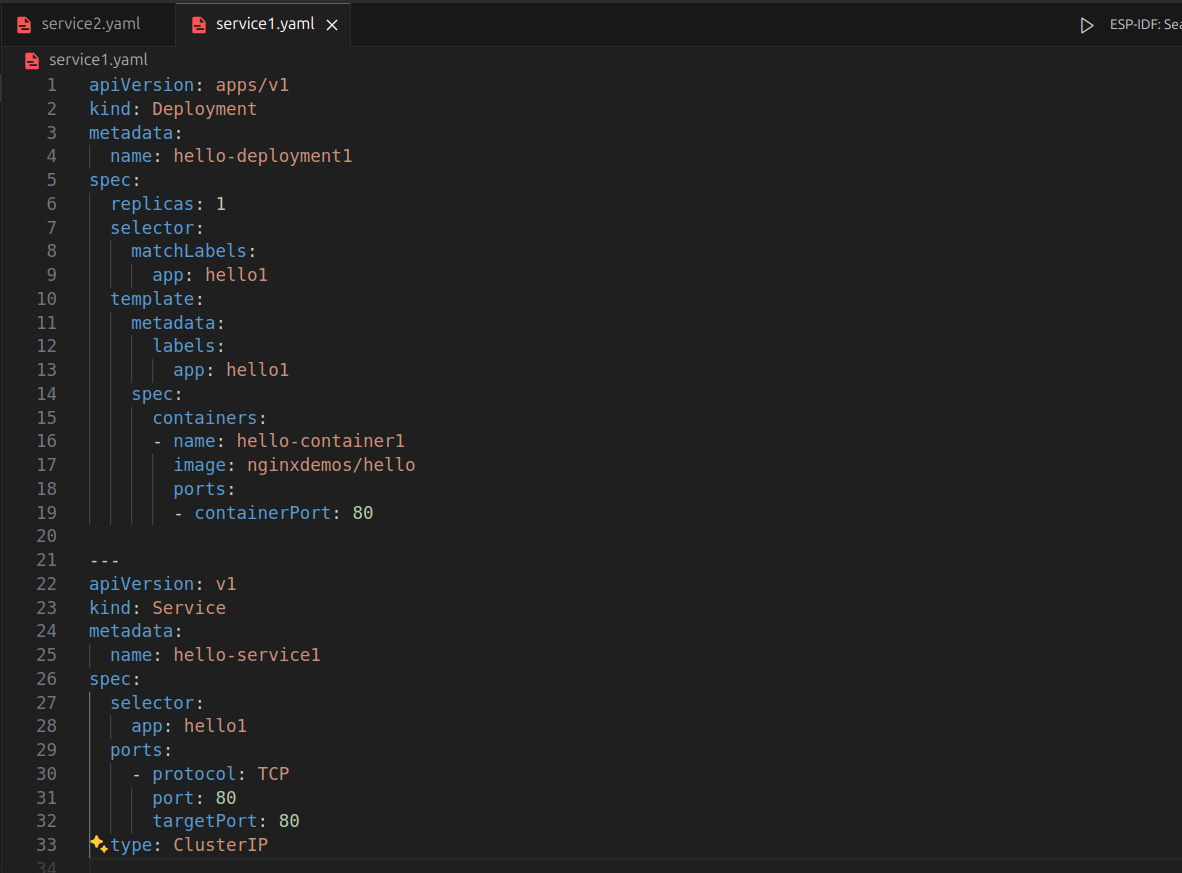 service2.yaml
service1.yaml
ESP-IDF: Sea
service1.yaml
1 apiVersion: apps/v1
2 kind: Deployment
3 metadata:
4   name: hello-deployment1
5 spec:
6   replicas: 1
7   selector:
8     matchLabels:
9       app: hello1
10   template:
11     metadata:
12       labels:
13         app: hello1
14     spec:
15       containers:
16       - name: hello-container1
17         image: nginxdemos/hello
18         ports:
19         - containerPort: 80
20
21 ---
22 apiVersion: v1
23 kind: Service
24 metadata:
25   name: hello-service1
26 spec:
27   selector:
28     app: hello1
29   ports:
30     - protocol: TCP
31       port: 80
32       targetPort: 80
33   type: ClusterIP
34